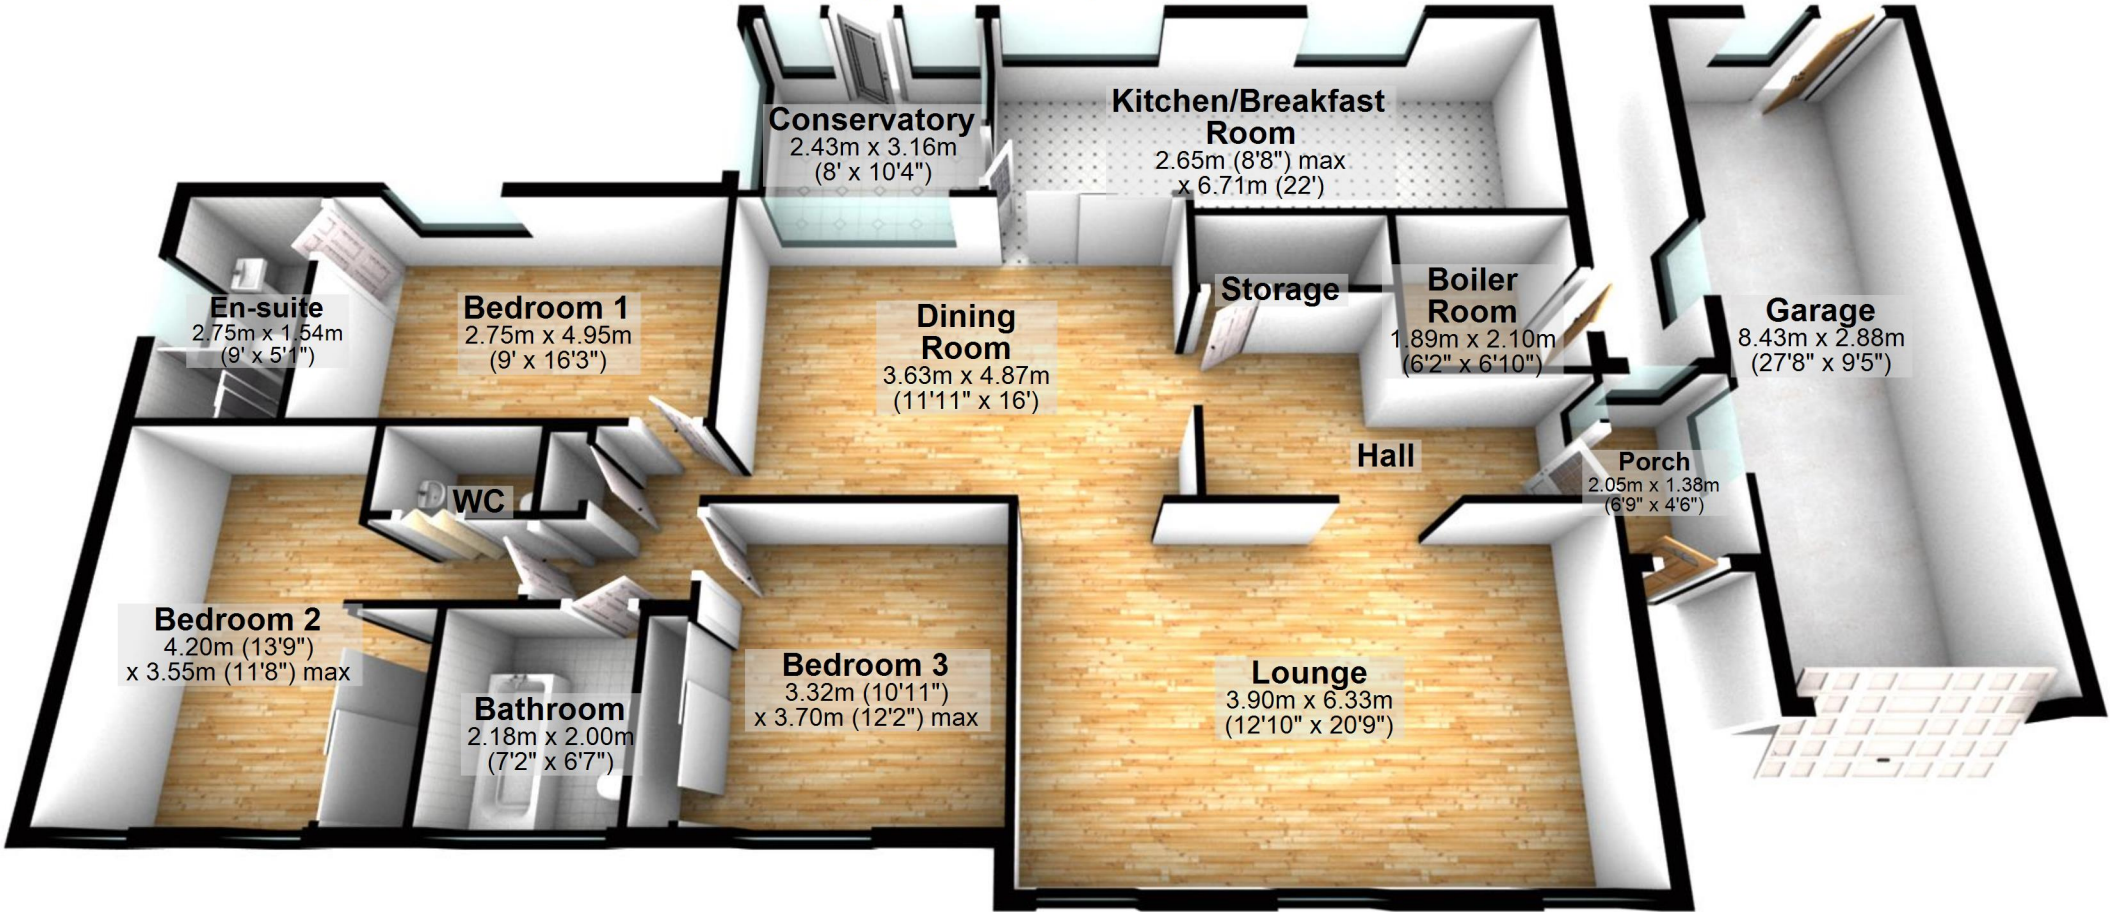 Conservatory
2.43m x 3.16m
(8' x 10'4")
Kitchen/Breakfast
Room
2.65m (8'8") max
x 6.71m (22')
En-suite
2.75m x 1.54m
(9' x 5'1")
Bedroom 1
2.75m x 4.95m
(9' x 16'3")
Dining
Room
3.63m x 4.87m
(11'11" x 16')
Storage
Boiler
Room
1.89m x 2.10m
(6'2" x 6'10")
Garage
8.43m x 2.88m
(27'8" x 9'5")
Hall
Porch
2.05m x 1.38m
(6'9" x 4'6")
WC
Bedroom 2
4.20m (13'9")
x 3.55m (11'8") max
Bathroom
2.18m x 2.00m
(7'2" x 6'7")
Bedroom 3
3.32m (10'11")
x 3.70m (12'2") max
Lounge
3.90m x 6.33m
(12'10" x 20'9")